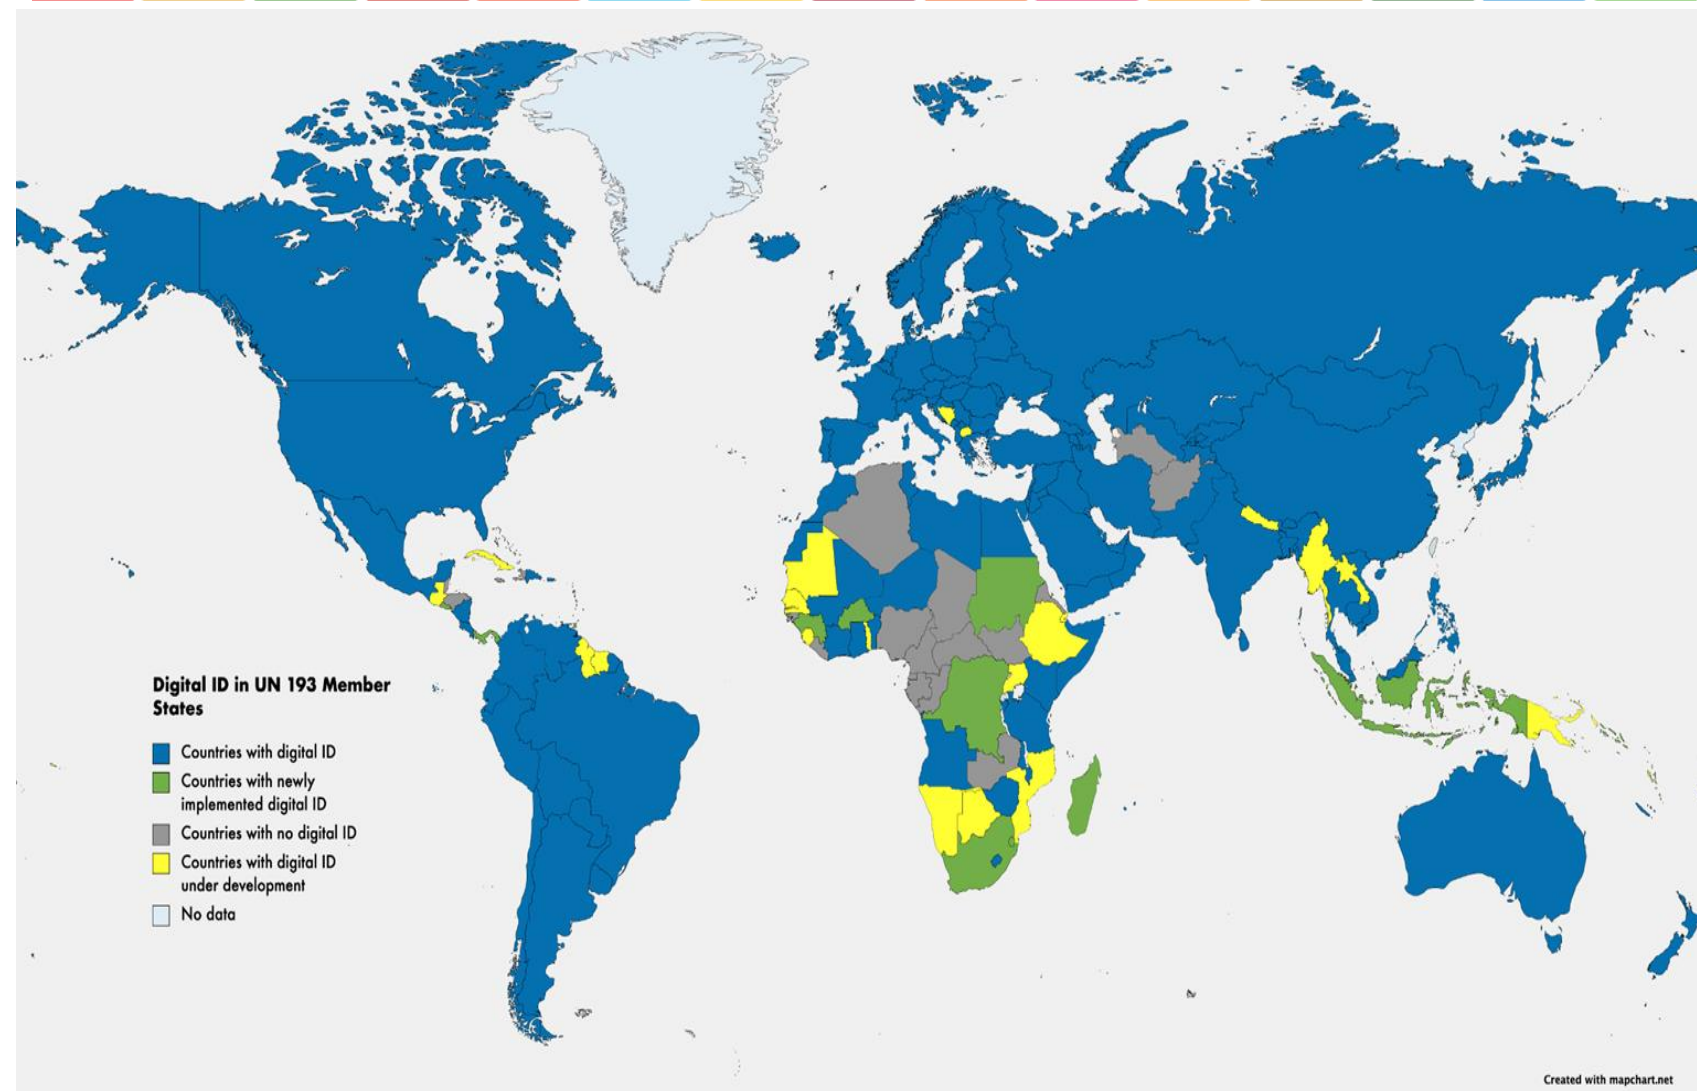 Digital ID in UN 193 Member
States
Countries with digital ID
Countries with newly
implemented digital ID
Countries with no digital ID
Countries with digital ID
under development
No data
Created with mapchart.net